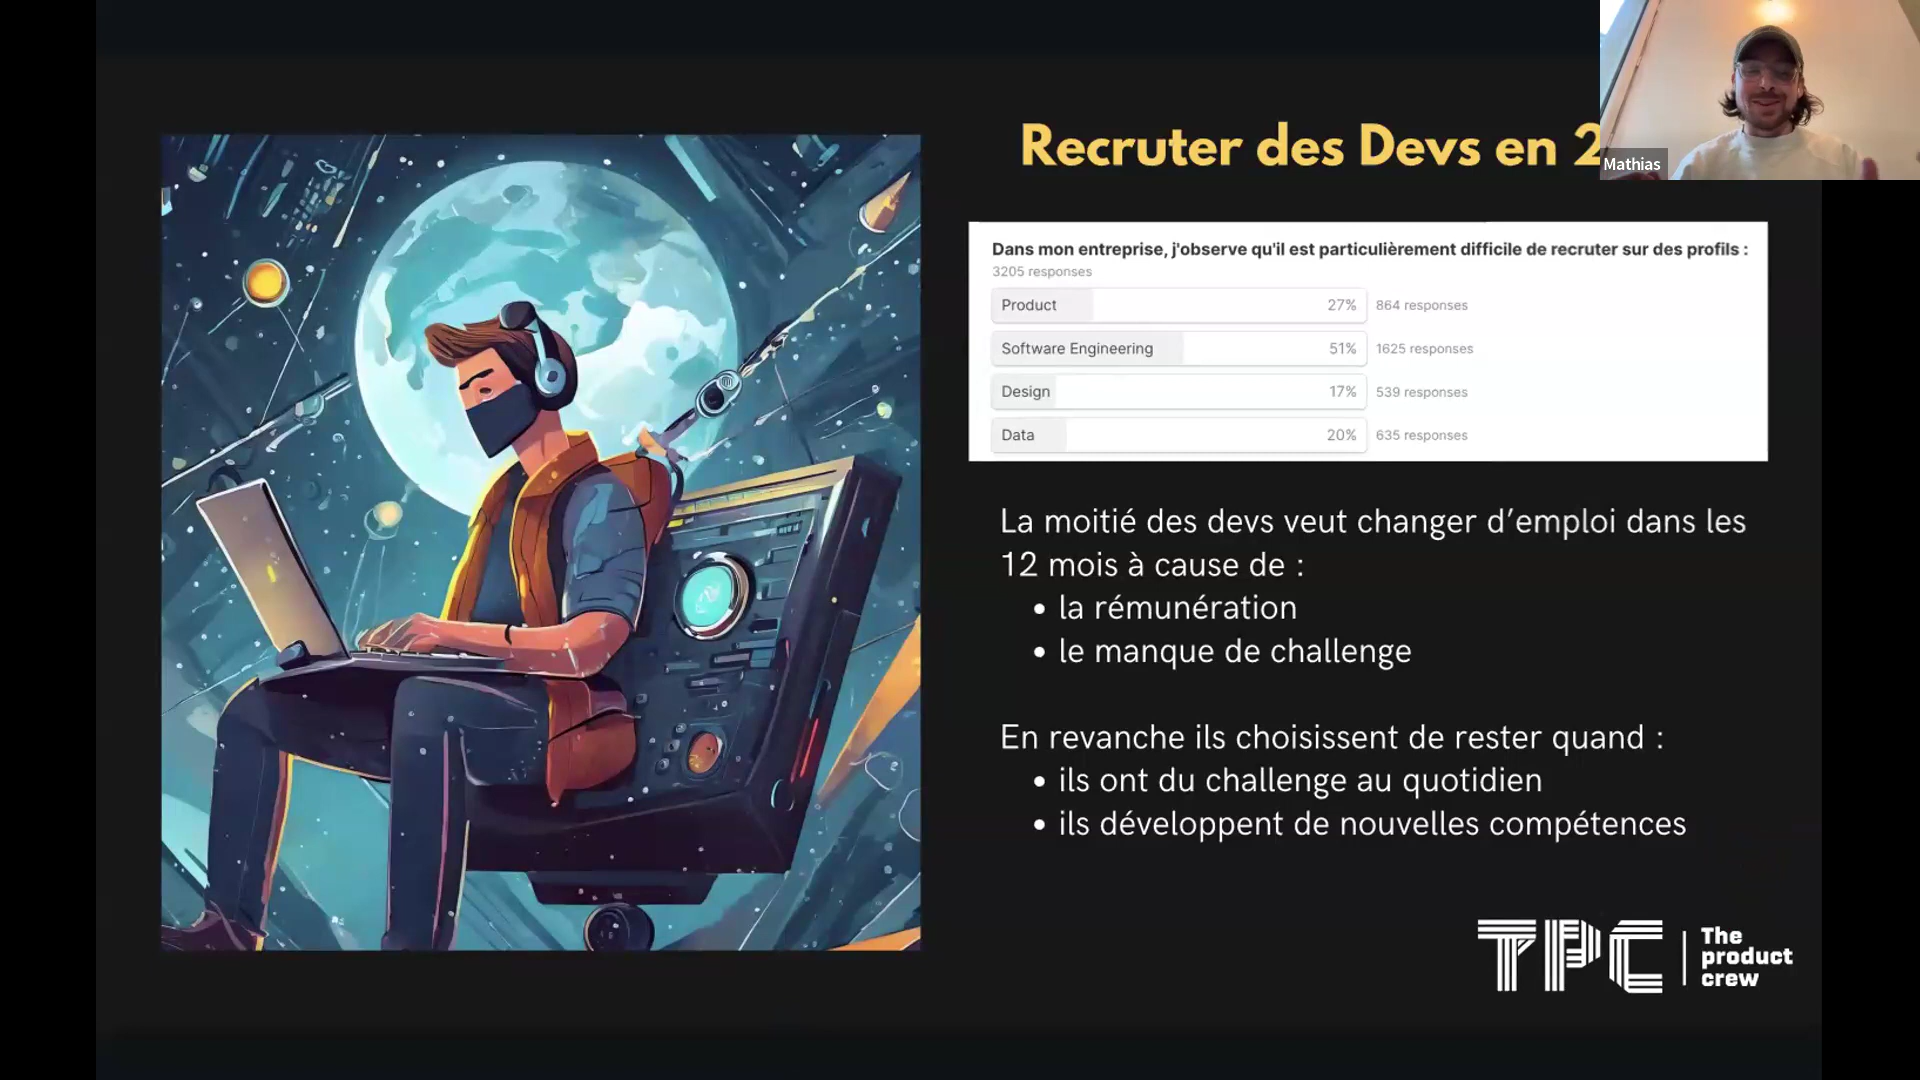 Recruter des Devs en 2
Mathias
Dans mon entreprise, j'observe qu'il est particulièrement difficile de recruter sur des profils :
3205 responses
Product 27% 864 responses
Software Engineering 51% 1625 responses
Design 17% 539 responses
Data 20% 635 responses
La moitié des devs veut changer d’emploi dans les
12 mois à cause de :
• la rémunération
• le manque de challenge
En revanche ils choisissent de rester quand :
• ils ont du challenge au quotidien
• ils développent de nouvelles compétences
TPC
The
product
crew